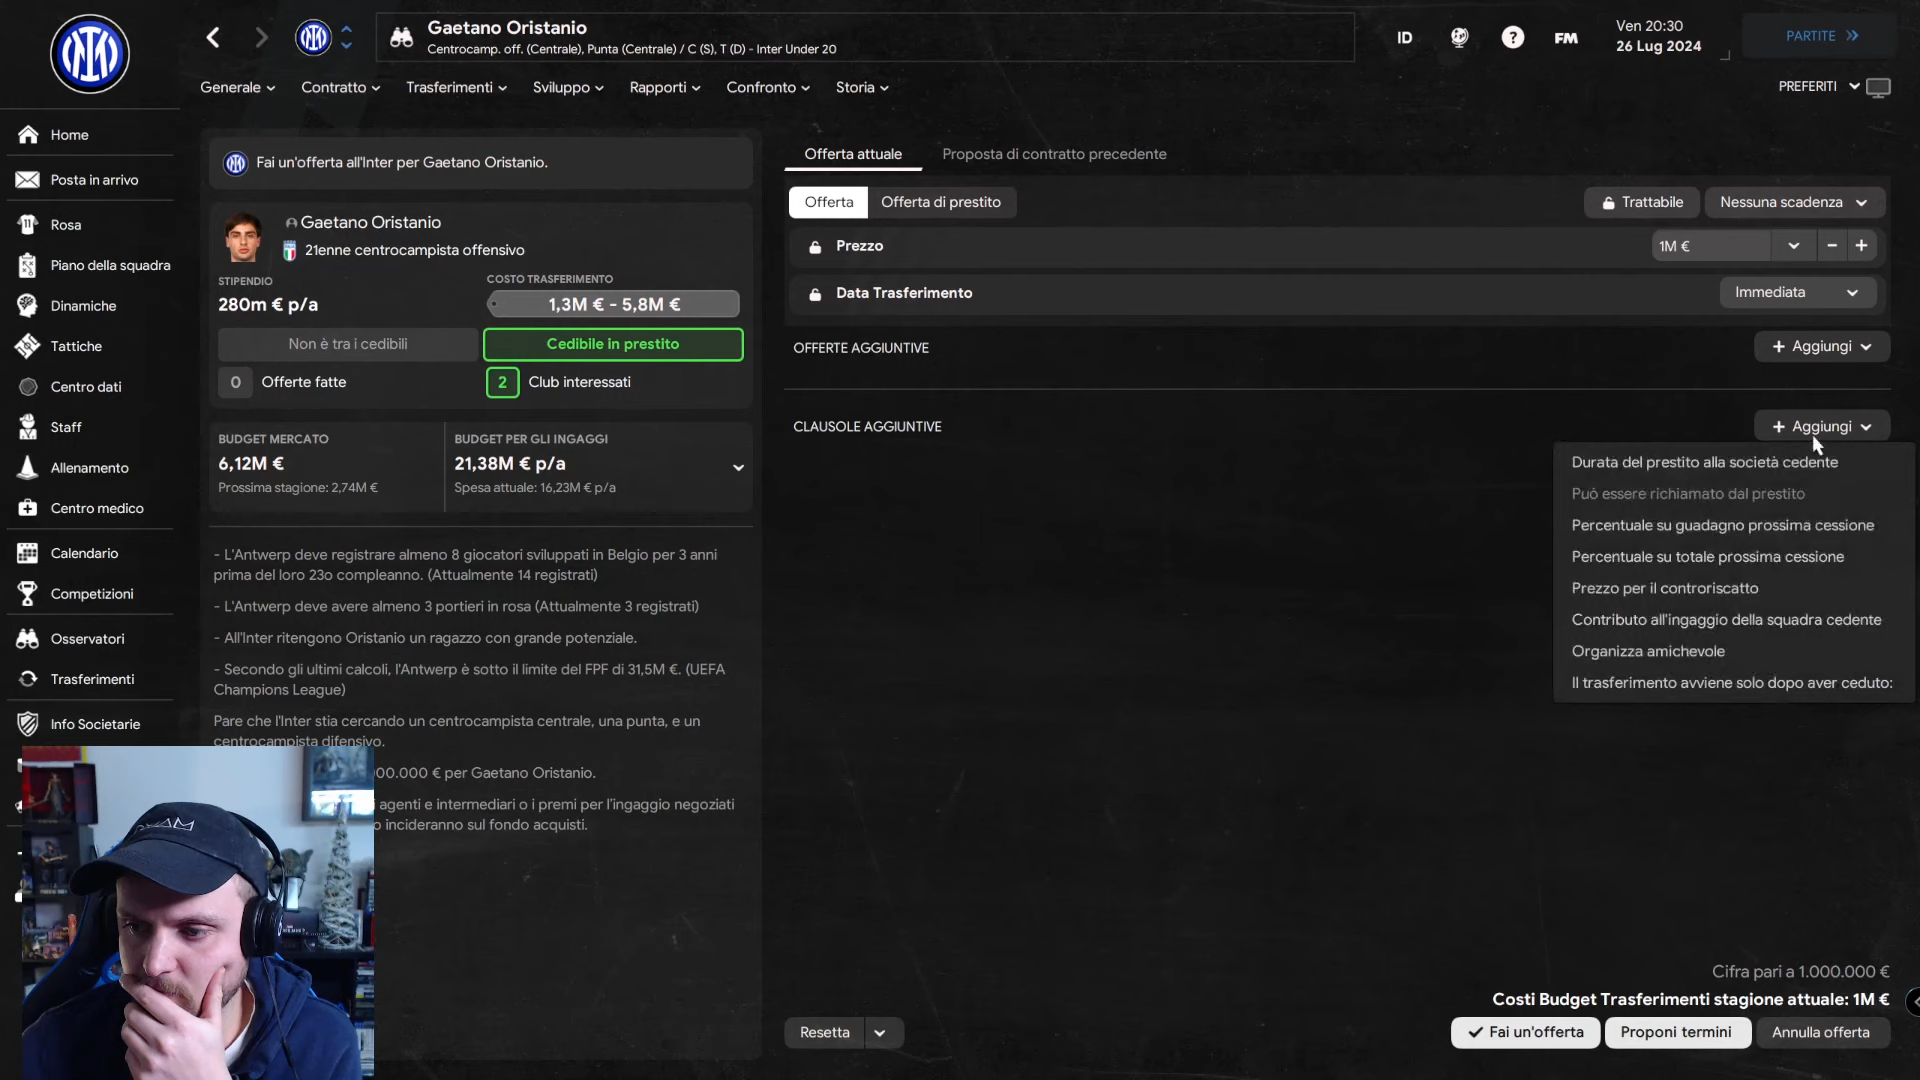 Gaetano Oristanio
Centrocamp. off. (Centrale), Punta (Centrale) / C (S), T (D) - Inter Under 20
ID
FM
Ven 20:30
26 Lug 2024
PARTITE
Generale
Contratto
Trasferimenti
Sviluppo
Rapporti
Confronto
Storia
PREFERITI
Home
Posta in arrivo
Rosa
Piano della squadra
Dinamiche
Tattiche
Centro dati
Staff
Allenamento
Centro medico
Calendario
Competizioni
Osservatori
Trasferimenti
Info Societarie
Fai un'offerta all'Inter per Gaetano Oristanio.
Gaetano Oristanio
21enne centrocampista offensivo
STIPENDIO
280m € p/a
COSTO TRASFERIMENTO
1,3M € - 5,8M €
Non è tra i cedibili
Cedibile in prestito
0 Offerte fatte
2 Club interessati
BUDGET MERCATO
6,12M €
Prossima stagione: 2,74M €
BUDGET PER GLI INGAGGI
21,38M € p/a
Spesa attuale: 16,23M € p/a
- L'Antwerp deve registrare almeno 8 giocatori sviluppati in Belgio per 3 anni
prima del loro 23o compleanno. (Attualmente 14 registrati)
- L'Antwerp deve avere almeno 3 portieri in rosa (Attualmente 3 registrati)
- All'Inter ritengono Oristanio un ragazzo con grande potenziale.
- Secondo gli ultimi calcoli, l'Antwerp è sotto il limite del FPF di 31,5M €. (UEFA
Champions League)
Pare che l'Inter stia cercando un centrocampista centrale, una punta, e un
centrocampista difensivo.
00.000 € per Gaetano Oristanio.
agenti e intermediari o i premi per l'ingaggio negoziati
o incideranno sul fondo acquisti.
Offerta attuale
Proposta di contratto precedente
Offerta
Offerta di prestito
Trattabile
Nessuna scadenza
Prezzo
1M €
Data Trasferimento
Immediata
OFFERTE AGGIUNTIVE
+ Aggiungi
CLAUSOLE AGGIUNTIVE
+ Aggiungi
Durata del prestito alla società cedente
Può essere richiamato dal prestito
Percentuale su guadagno prossima cessione
Percentuale su totale prossima cessione
Prezzo per il controriscatto
Contributo all'ingaggio della squadra cedente
Organizza amichevole
Il trasferimento avviene solo dopo aver ceduto:
Cifra pari a 1.000.000 €
Costi Budget Trasferimenti stagione attuale: 1M €
Resetta
Fai un'offerta
Proponi termini
Annulla offerta